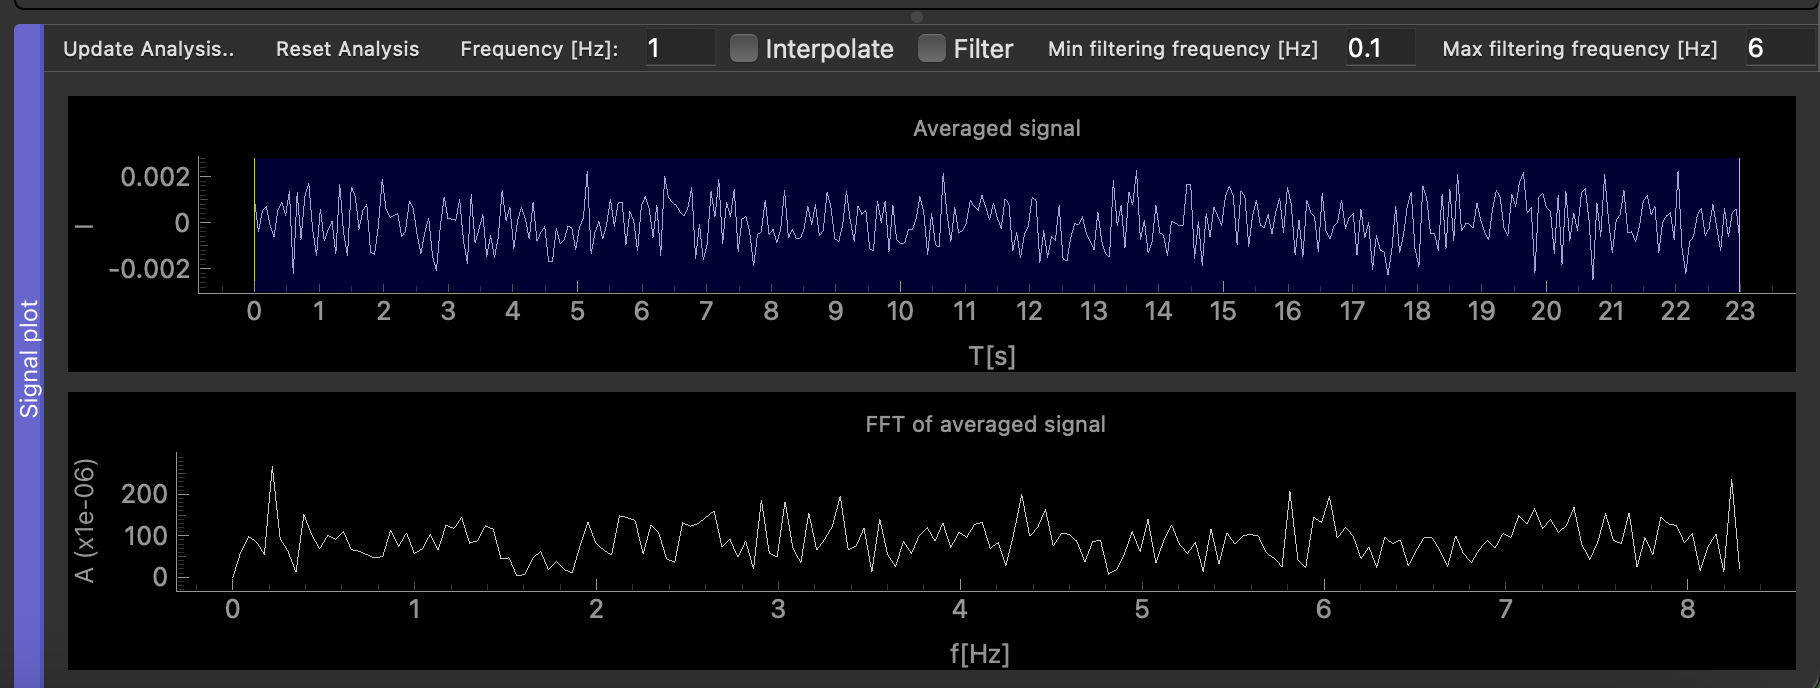 Update Analysis.. Reset Analysis Frequency [Hz]: 1 Interpolate Filter Min filtering frequency [Hz] 0.1 Max filtering frequency [Hz] 6
Signal plot
Averaged signal
0.002
0
-0.002
I
0 1 2 3 4 5 6 7 8 9 10 11 12 13 14 15 16 17 18 19 20 21 22 23
T[s]
FFT of averaged signal
A (x1e-06)
200
100
0
0 1 2 3 4 5 6 7 8
f[Hz]